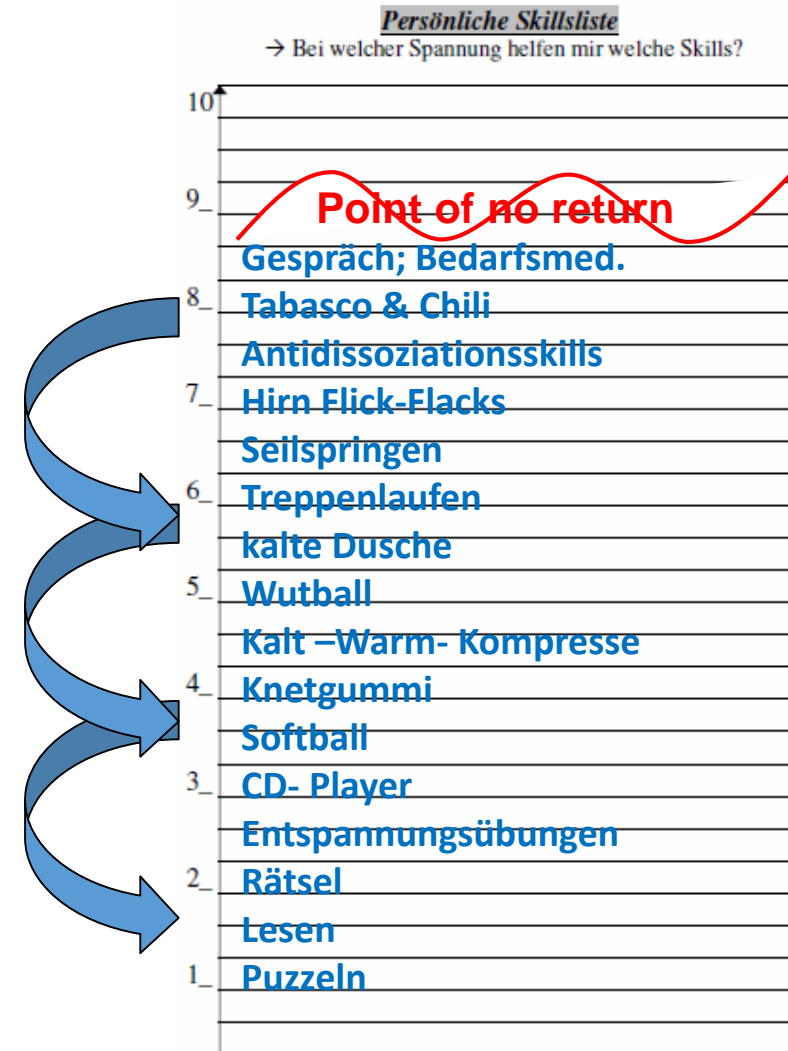 Persönliche Skillsliste
→ Bei welcher Spannung helfen mir welche Skills?
10
9_ Point of no return
Gespräch; Bedarfsmed.
8_ Tabasco & Chili
Antidissoziationsskills
7_ Hirn Flick-Flacks
Seilspringen
6_ Treppenlaufen
kalte Dusche
5_ Wutball
Kalt –Warm- Kompresse
4_ Knetgummi
Softball
3_ CD- Player
Entspannungsübungen
2_ Rätsel
Lesen
1_ Puzzeln